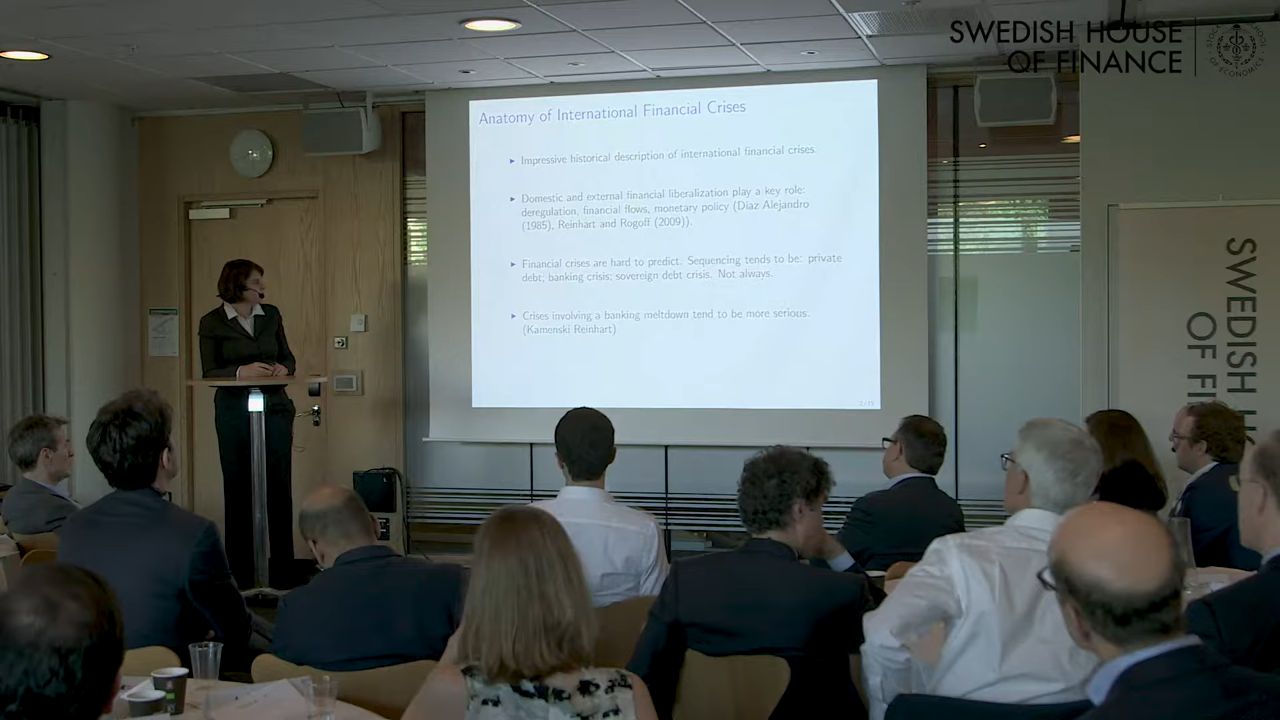 SWEDISH HOUSE
OF FINANCE
Anatomy of International Financial Crises
Impressive historical description of international financial crises.
Domestic and external financial liberalization play a key role:
deregulation, financial flows, monetary policy (Diaz Alejandro
(1985), Reinhart and Rogoff (2009)).
Financial crises are hard to predict. Sequencing tends to be: private
debt; banking crisis; sovereign debt crisis. Not always.
Crises involving a banking meltdown tend to be more serious.
(Kamenski Reinhart)
SWEDISH H
OF FI